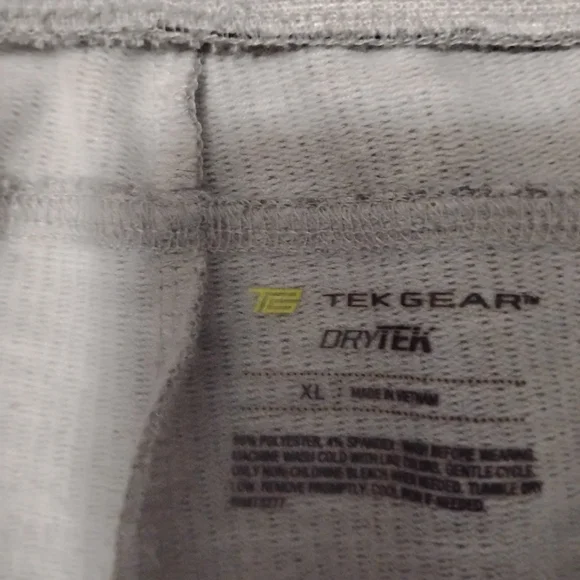 TEKGEAR™
DRYTEK
XL | MADE IN VIETNAM
POLYESTER, 4% SPANDEX. WASH BEFORE WEARING.
MACHINE WASH COLD WITH LIKE COLORS. GENTLE CYCLE.
ONLY NON-CHLORINE BLEACH WHEN NEEDED. TUMBLE DRY
LOW. REMOVE PROMPTLY. COOL IRON IF NEEDED.